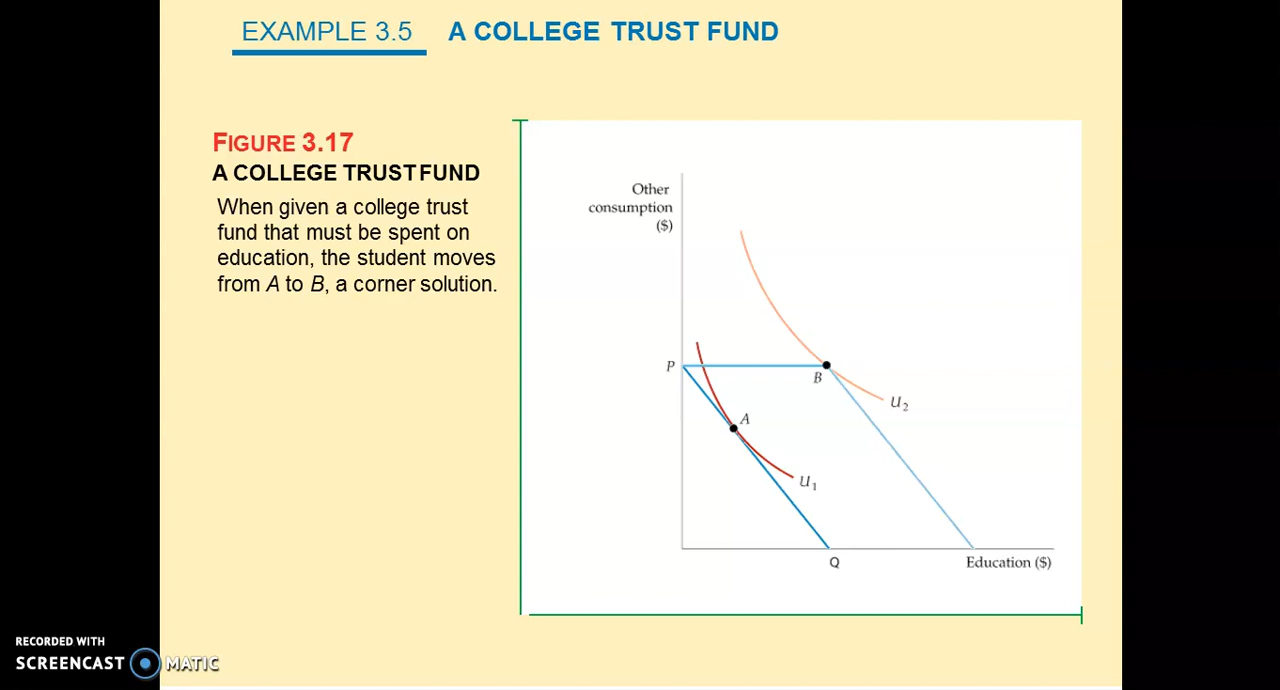 EXAMPLE 3.5 A COLLEGE TRUST FUND
FIGURE 3.17
A COLLEGE TRUST FUND
When given a college trust
fund that must be spent on
education, the student moves
from A to B, a corner solution.
Other
consumption
($)
P
B
U2
A
U1
Q
Education ($)
RECORDED WITH
SCREENCAST MATIC